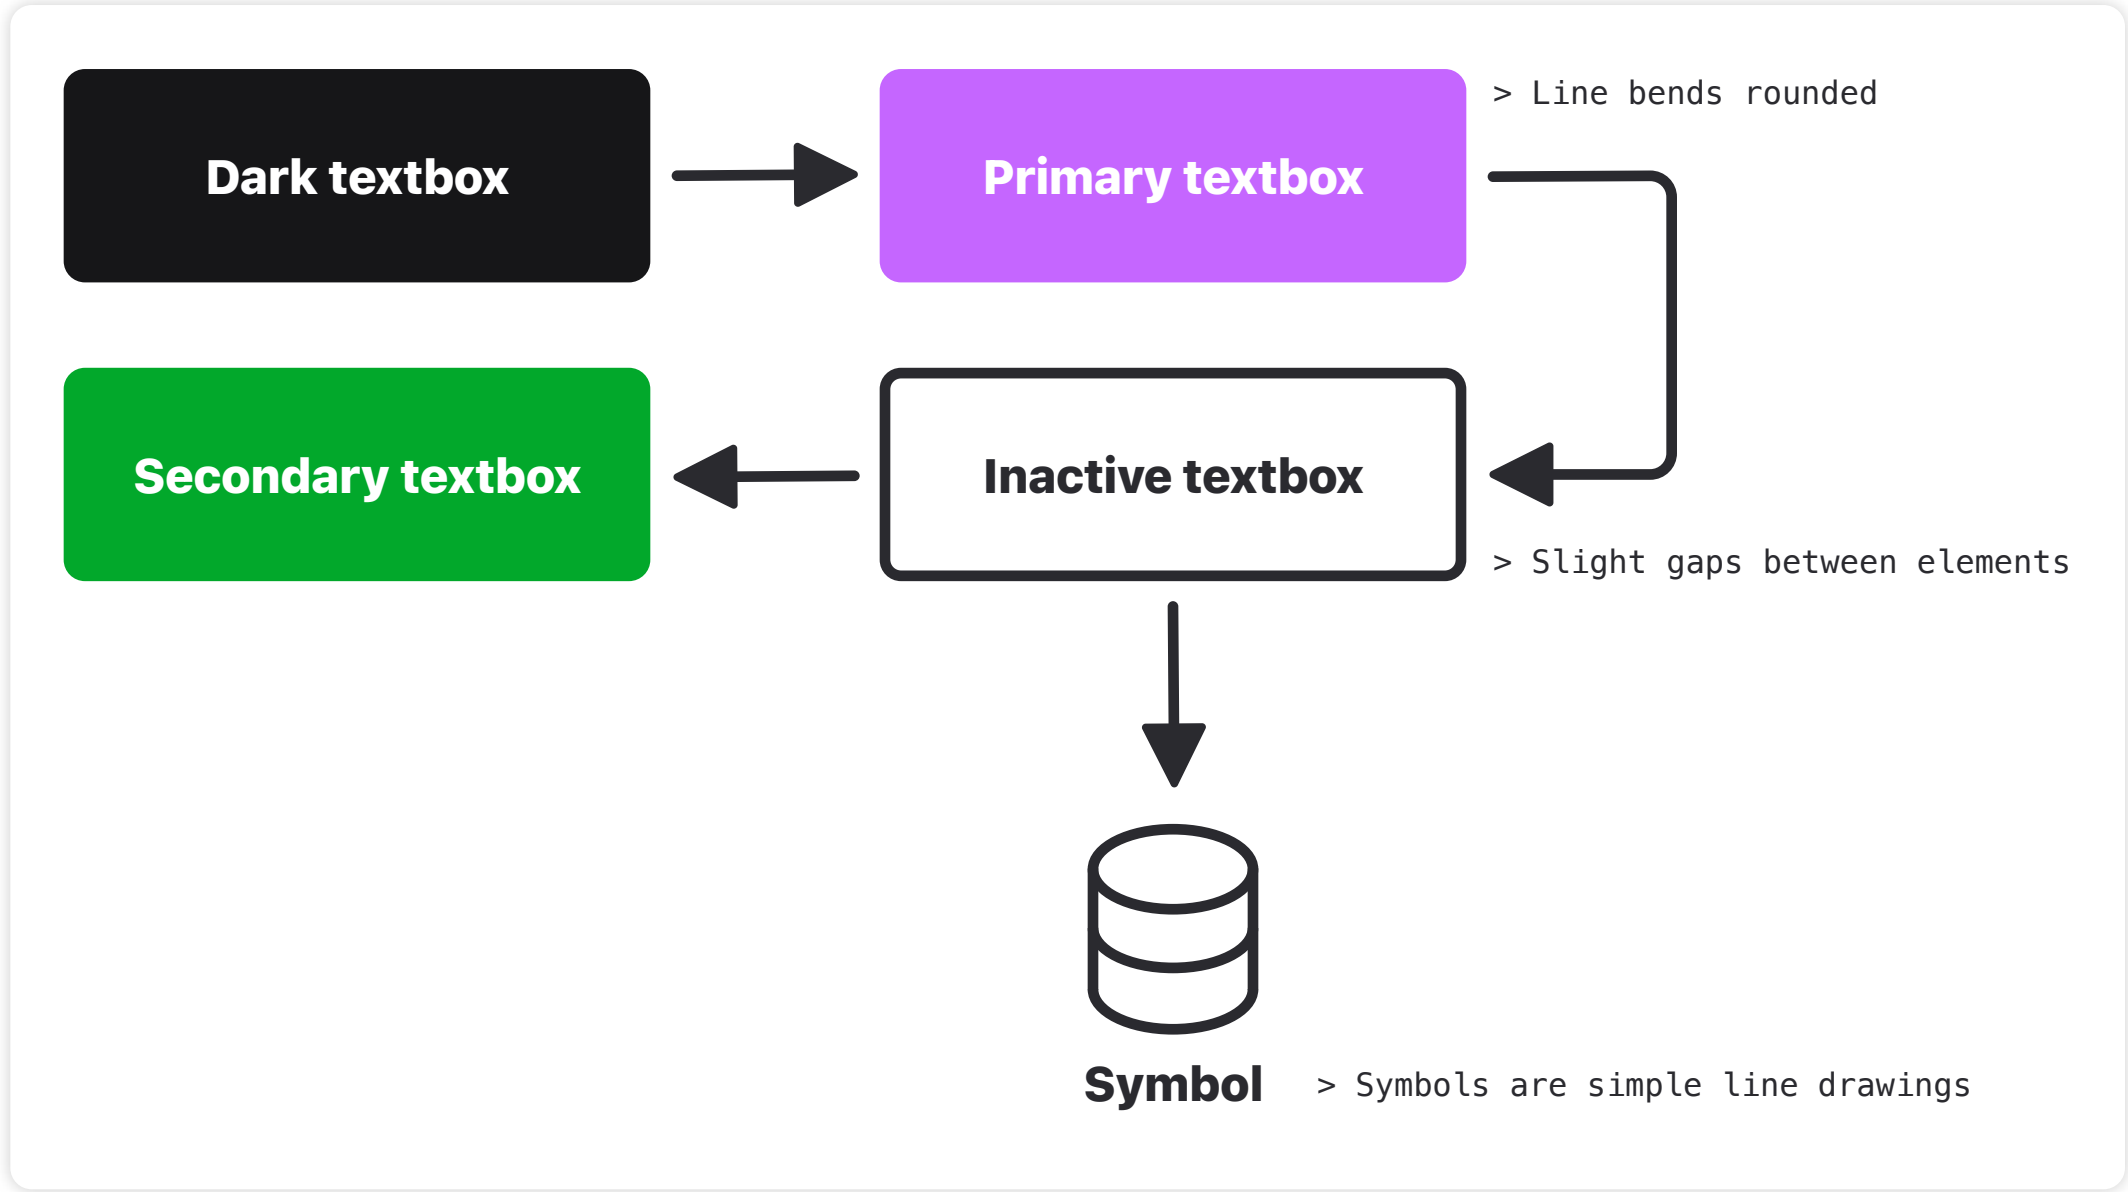 Dark textbox
Primary textbox
> Line bends rounded
Secondary textbox
Inactive textbox
> Slight gaps between elements
Symbol
> Symbols are simple line drawings